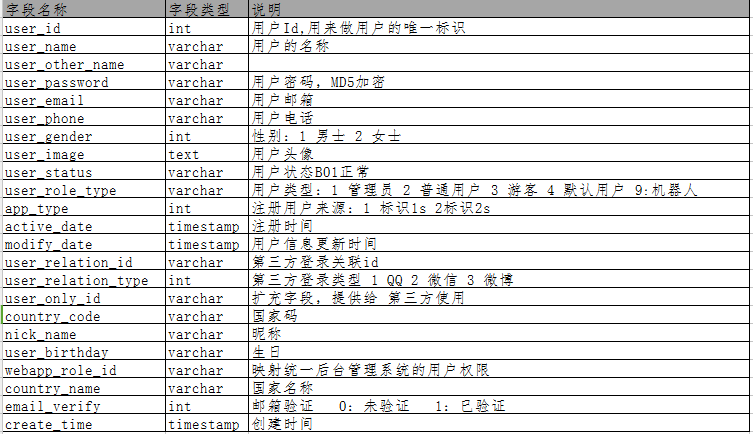 字段名称 字段类型 说明
user_id int 用户Id,用来做用户的唯一标识
user_name varchar 用户的名称
user_other_name varchar
user_password varchar 用户密码，MD5加密
user_email varchar 用户邮箱
user_phone varchar 用户电话
user_gender int 性别：1 男士 2 女士
user_image text 用户头像
user_status varchar 用户状态B01正常
user_role_type varchar 用户类型：1 管理员 2 普通用户 3 游客 4 默认用户 9:机器人
app_type int 注册用户来源：1 标识1s 2标识2s
active_date timestamp 注册时间
modify_date timestamp 用户信息更新时间
user_relation_id varchar 第三方登录关联id
user_relation_type int 第三方登录类型 1 QQ 2 微信 3 微博
user_only_id varchar 扩充字段，提供给 第三方使用
country_code varchar 国家码
nick_name varchar 昵称
user_birthday varchar 生日
webapp_role_id varchar 映射统一后台管理系统的用户权限
country_name varchar 国家名称
email_verify int 邮箱验证 0：未验证 1：已验证
create_time timestamp 创建时间